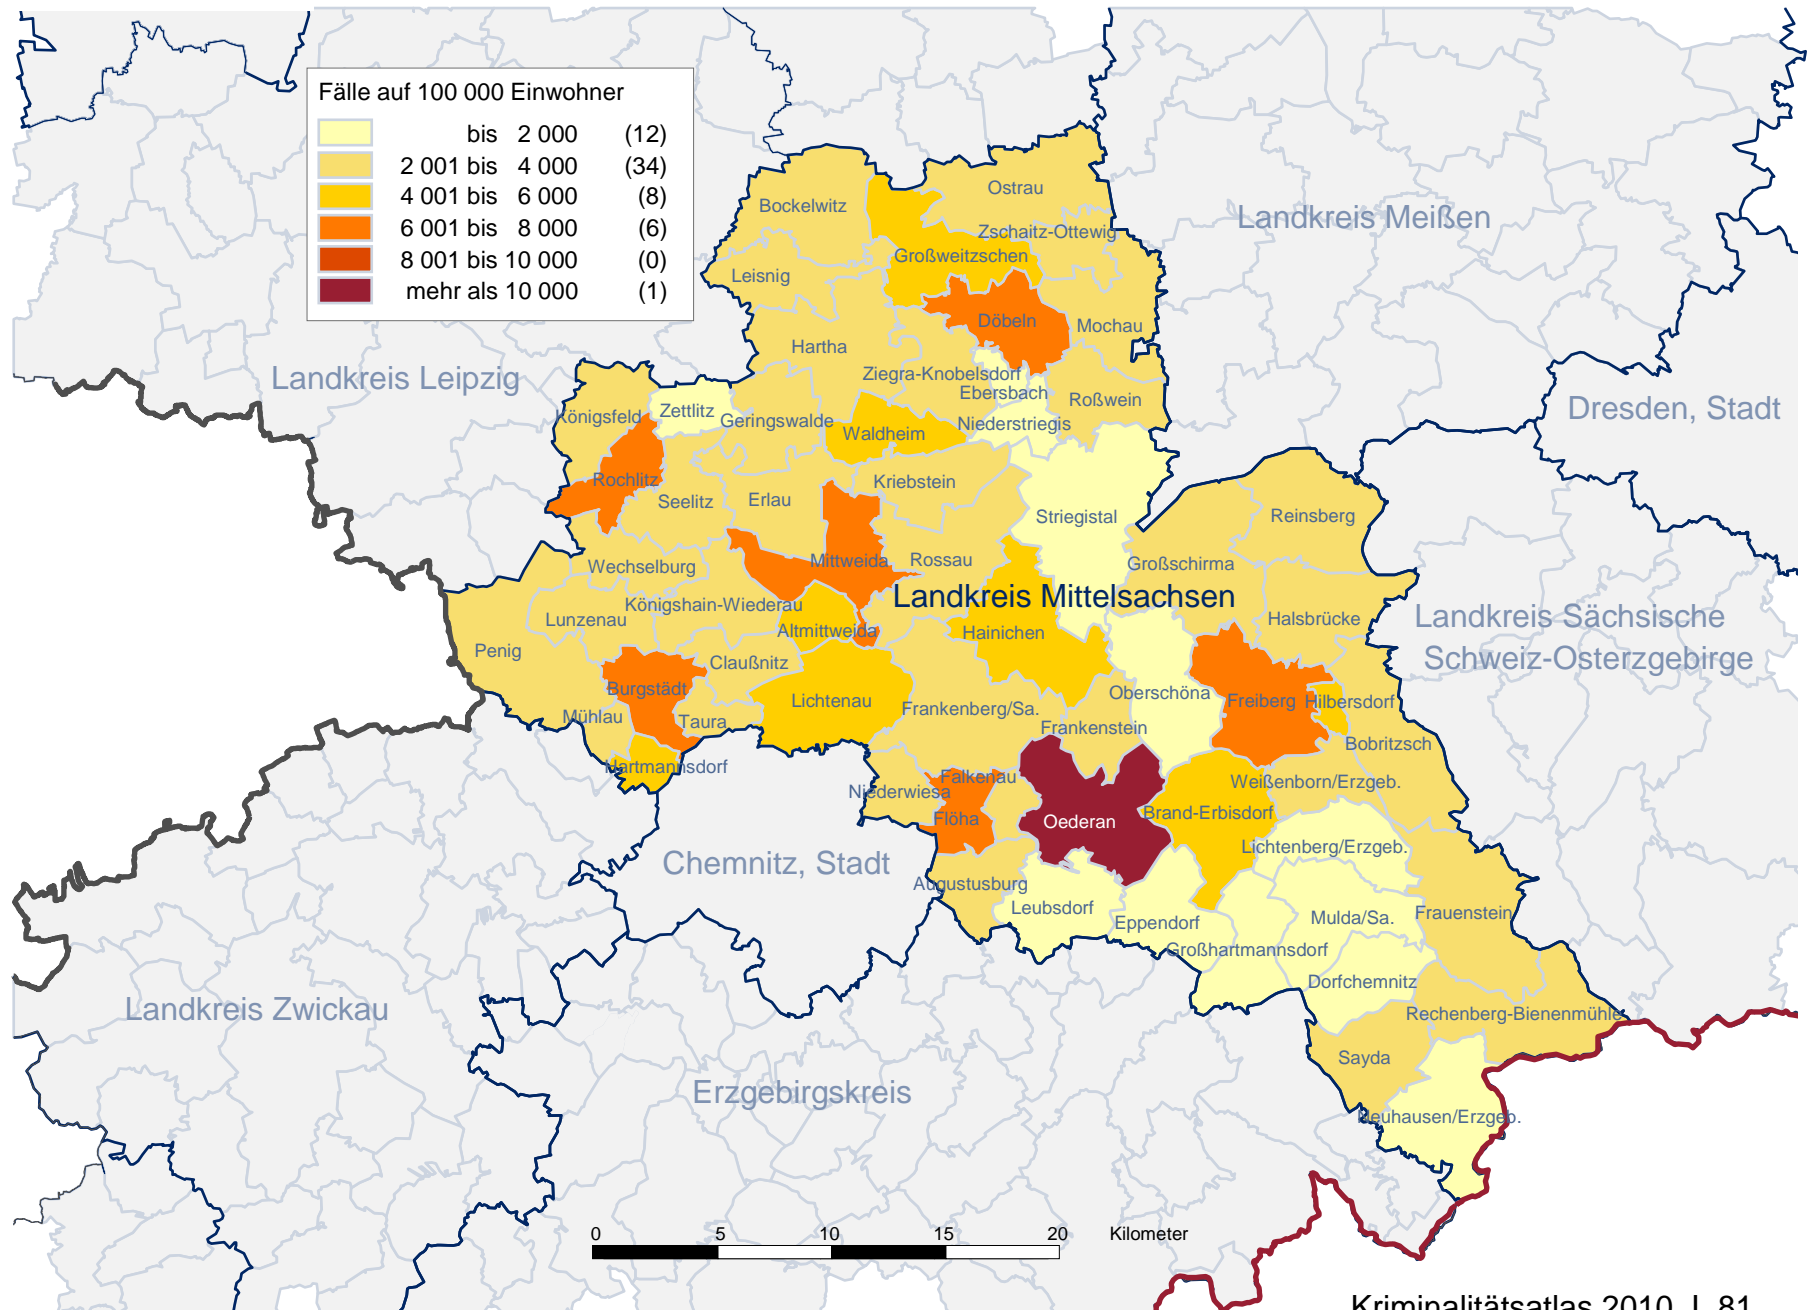 Fälle auf 100 000 Einwohner
bis 2 000 (12)
2 001 bis 4 000 (34)
4 001 bis 6 000 (8)
6 001 bis 8 000 (6)
8 001 bis 10 000 (0)
mehr als 10 000 (1)
Ostrau
Bockelwitz
Landkreis Meißen
Zschaitz-Ottewig
Großweitzschen
Leisnig
Döbeln
Mochau
Hartha
Landkreis Leipzig
Ziegra-Knobelsdorf
Ebersbach
Roßwein
Dresden, Stadt
Königsfeld
Zettlitz
Geringswalde
Niederstriegis
Waldheim
Rochlitz
Kriebstein
Seelitz
Erlau
Striegistal
Reinsberg
Wechselburg
Mittweida
Rossau
Großschirma
Landkreis Mittelsachsen
Königshain-Wiederau
Lunzenau
Halsbrücke
Landkreis Sächsische
Schweiz-Osterzgebirge
Altmittweida
Hainichen
Penig
Claußnitz
Burgstädt
Oberschöna
Lichtenau
Freiberg
Hilbersdorf
Frankenberg/Sa.
Mühlau
Taura
Frankenstein
Bobritzsch
Hartmannsdorf
Falkenau
Weißenborn/Erzgeb.
Niederwiesa
Flöha
Oederan
Brand-Erbisdorf
Lichtenberg/Erzgeb.
Chemnitz, Stadt
Augustusburg
Leubsdorf
Eppendorf
Mulda/Sa.
Frauenstein
Großhartmannsdorf
Dorfchemnitz
Landkreis Zwickau
Rechenberg-Bienenmühle
Sayda
Erzgebirgskreis
Neuhausen/Erzgeb.
0 5 10 15 20 Kilometer
Kriminalitätsatlas 2010 | 81